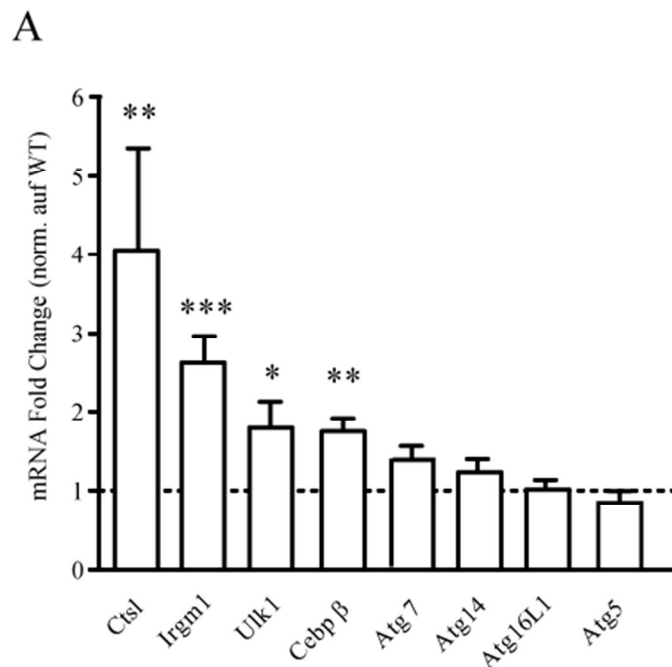 A
mRNA Fold Change (norm. auf WT)
6
5
4
3
2
1
0
**
***
*
**
Ctsl
Irgm1
Ulk1
Cebp β
Atg 7
Atg14
Atg16L1
Atg5